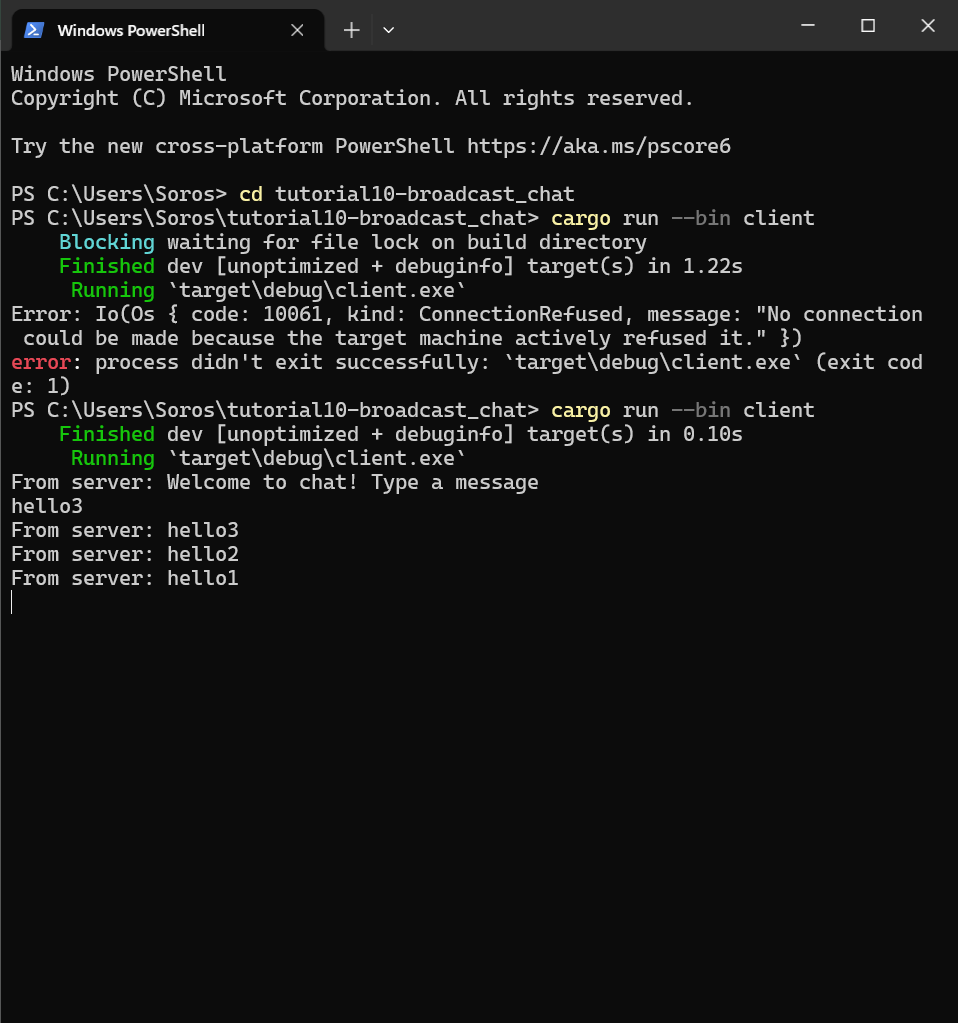 Windows PowerShell
Windows PowerShell
Copyright (C) Microsoft Corporation. All rights reserved.
Try the new cross-platform PowerShell https://aka.ms/pscore6
PS C:\Users\Soros> cd tutorial10-broadcast_chat
PS C:\Users\Soros\tutorial10-broadcast_chat> cargo run --bin client
    Blocking waiting for file lock on build directory
    Finished dev [unoptimized + debuginfo] target(s) in 1.22s
     Running `target\debug\client.exe`
Error: Io(Os { code: 10061, kind: ConnectionRefused, message: "No connection
 could be made because the target machine actively refused it." })
error: process didn't exit successfully: `target\debug\client.exe` (exit cod
e: 1)
PS C:\Users\Soros\tutorial10-broadcast_chat> cargo run --bin client
    Finished dev [unoptimized + debuginfo] target(s) in 0.10s
     Running `target\debug\client.exe`
From server: Welcome to chat! Type a message
hello3
From server: hello3
From server: hello2
From server: hello1